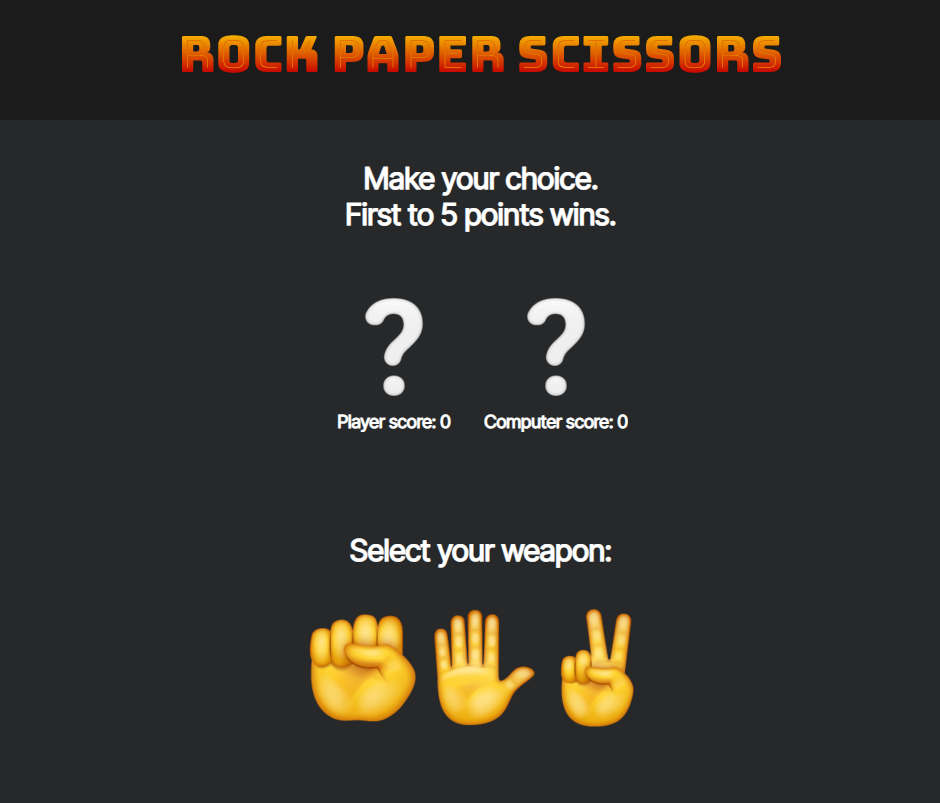 ROCK PAPER SCISSORS
Make your choice.
First to 5 points wins.
Player score: 0
Computer score: 0
Select your weapon: